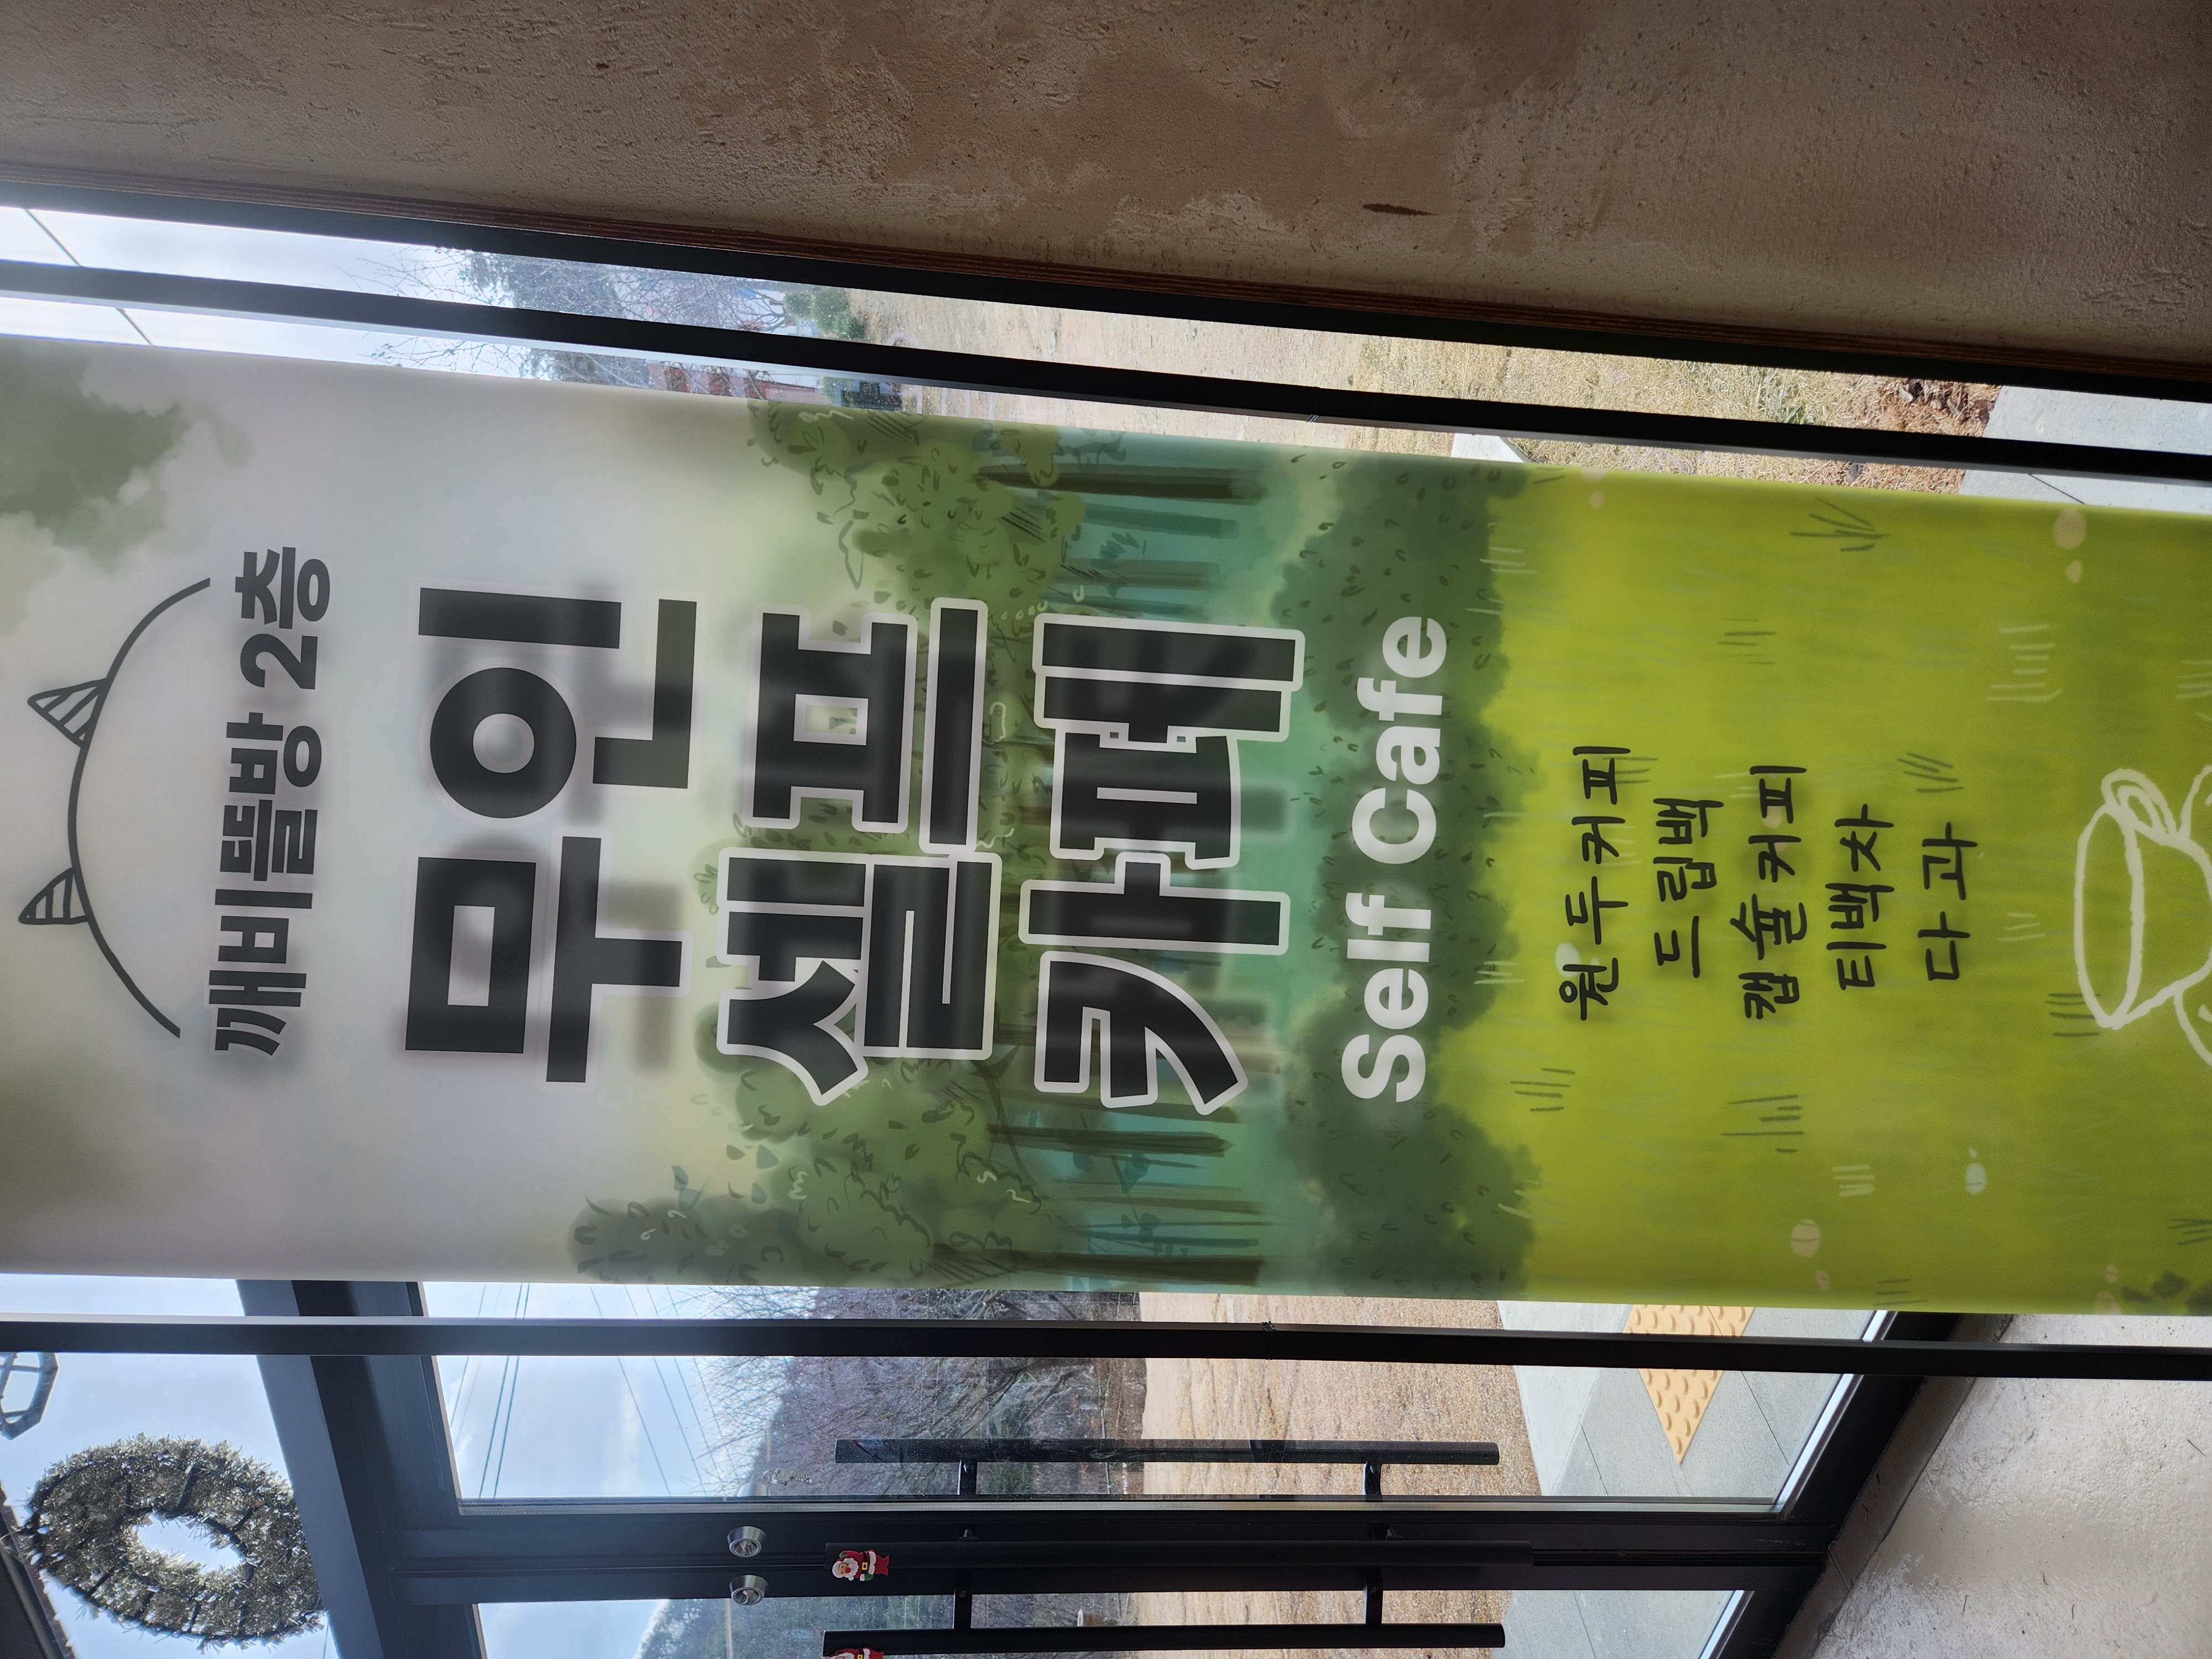 깨비뜰방 2층
무인
셀프
카페
Self Cafe
원두커피
드립백
캡슐커피
티백차
다과